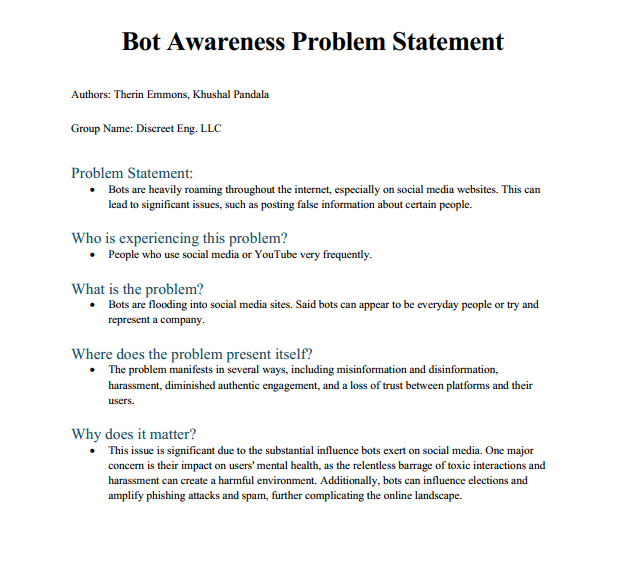 Bot Awareness Problem Statement
Authors: Therin Emmons, Khushal Pandala
Group Name: Discreet Eng. LLC
Problem Statement:
• Bots are heavily roaming throughout the internet, especially on social media websites. This can
lead to significant issues, such as posting false information about certain people.
Who is experiencing this problem?
• People who use social media or YouTube very frequently.
What is the problem?
• Bots are flooding into social media sites. Said bots can appear to be everyday people or try and
represent a company.
Where does the problem present itself?
• The problem manifests in several ways, including misinformation and disinformation,
harassment, diminished authentic engagement, and a loss of trust between platforms and their
users.
Why does it matter?
• This issue is significant due to the substantial influence bots exert on social media. One major
concern is their impact on users' mental health, as the relentless barrage of toxic interactions and
harassment can create a harmful environment. Additionally, bots can influence elections and
amplify phishing attacks and spam, further complicating the online landscape.